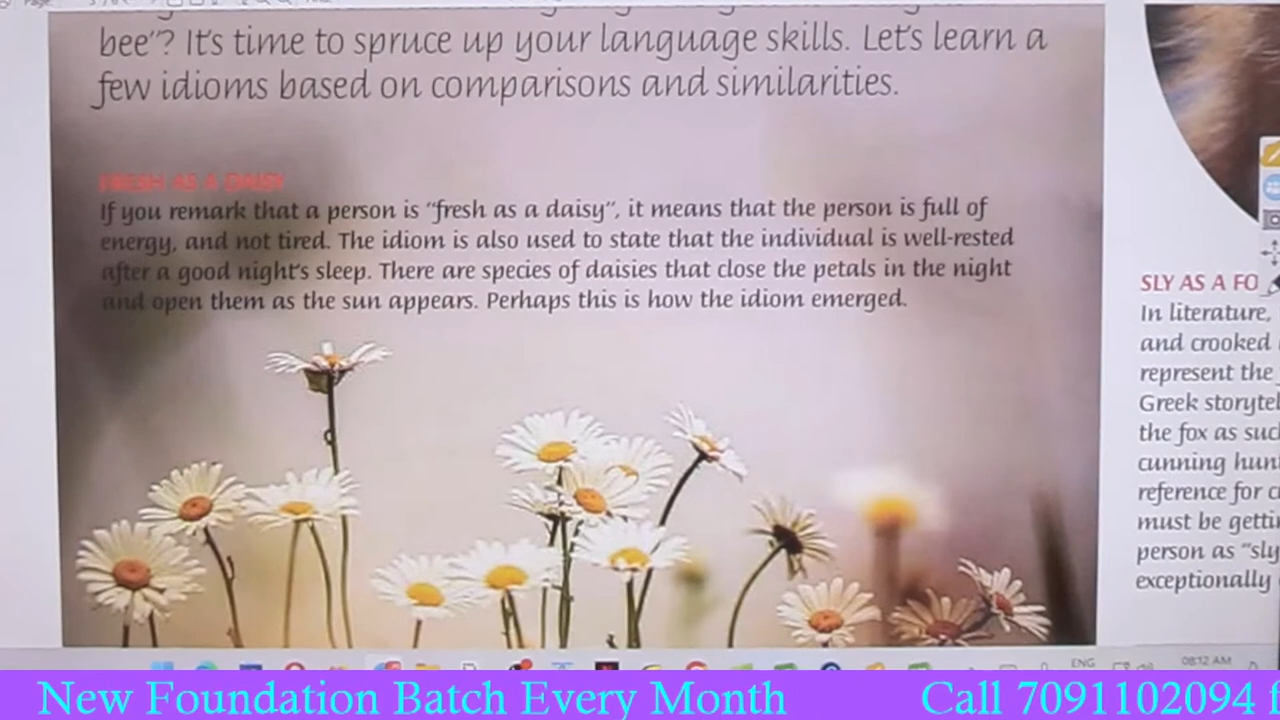 bee"? It's time to spruce up your language skills. Let's learn a
few idioms based on comparisons and similarities.
FRESH AS A DAISY
If you remark that a person is "fresh as a daisy", it means that the person is full of
energy, and not tired. The idiom is also used to state that the individual is well-rested
after a good night's sleep. There are species of daisies that close the petals in the night
and open them as the sun appears. Perhaps this is how the idiom emerged.
SLY AS A FO
In literature,
and crooked
represent the
Greek storytel
the fox as suc
cunning hun
reference for c
must be getti
person as "sly
exceptionally
ENG
08:12 AM
New Foundation Batch Every Month
Call 7091102094 f